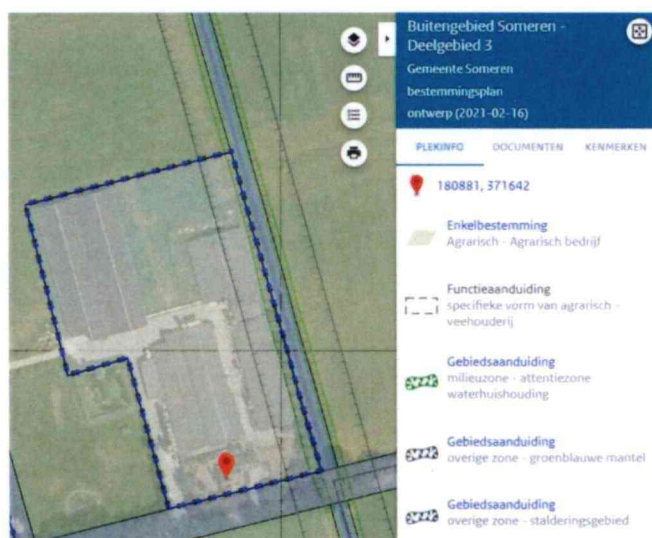 Buitengebied Someren -
Deelgebied 3
Gemeente Someren
bestemmingsplan
ontwerp (2021-02-16)
PLEKINFO DOCUMENTEN KENMERKEN
180881, 371642
Enkelbestemming
Agrarisch - Agrarisch bedrijf
Functieaanduiding
specifieke vorm van agrarisch -
veehouderij
Gebiedsaanduiding
milieuzone - attentiezone
waterhuishouding
Gebiedsaanduiding
overige zone - groenblauwe mantel
Gebiedsaanduiding
overige zone - stalderingsgebied